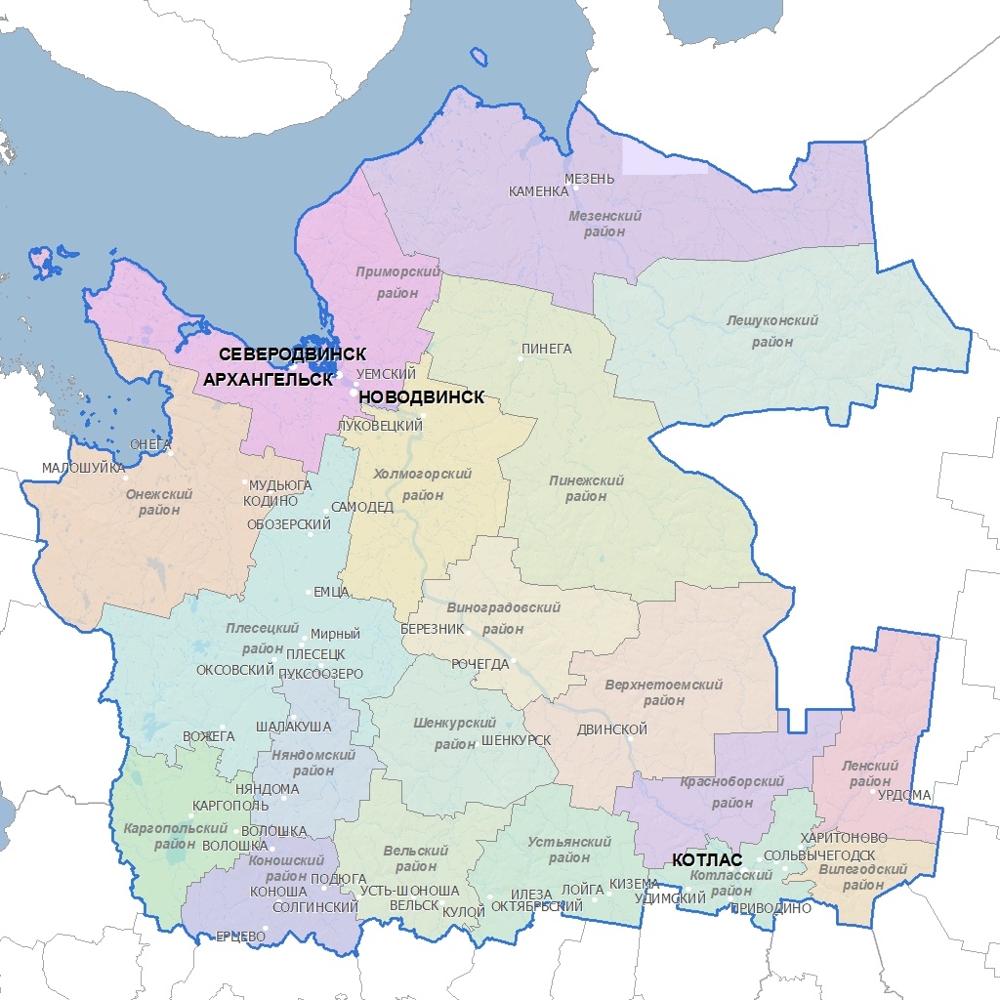 МЕЗЕНЬ
КАМЕНКА
Мезенский
район
Приморский
район
Лешуконский
район
ПИНЕГА
СЕВЕРОДВИНСК
АРХАНГЕЛЬСК
УЕМСКИЙ
НОВОДВИНСК
ЛУКОВЕЦКИЙ
ОНЕГА
МАЛОШУЙКА
Онежский
район
МУДЬЮГА
КОДИНО
САМОДЕД
ОБОЗЕРСКИЙ
Холмогорский
район
Пинежский
район
ЕМЦА
Плесецкий
район
Мирный
ПЛЕСЕЦК
ОКСОВСКИЙ
ПУКСООЗЕРО
Виноградовский
район
БЕРЕЗНИК
РОЧЕГДА
Верхнетоемский
район
ДВИНСКОЙ
ВОЖЕГА
ШАЛАКУША
Няндомский
район
Шенкурский
район
ШЕНКУРСК
НЯНДОМА
КАРГОПОЛЬ
Каргопольский
район
ВОЛОШКА
ВОЛОШКА
Красноборский
район
Ленский
район
УРДОМА
Коношский
район
ПОДЮГА
КОНОША
СОЛГИНСКИЙ
ЕРЦЕВО
Вельский
район
УСТЬ-ШОНОША
ВЕЛЬСК
КУЛОЙ
Устьянский
район
ИЛЕЗА
ОКТЯБРЬСКИЙ
ЛОЙГА
КИЗЕМА
УДИМСКИЙ
КОТЛАС
Котласский
район
ХАРИТОНОВО
СОЛЬВЫЧЕГОДСК
Вилегодский
район
ПРИВОДИНО